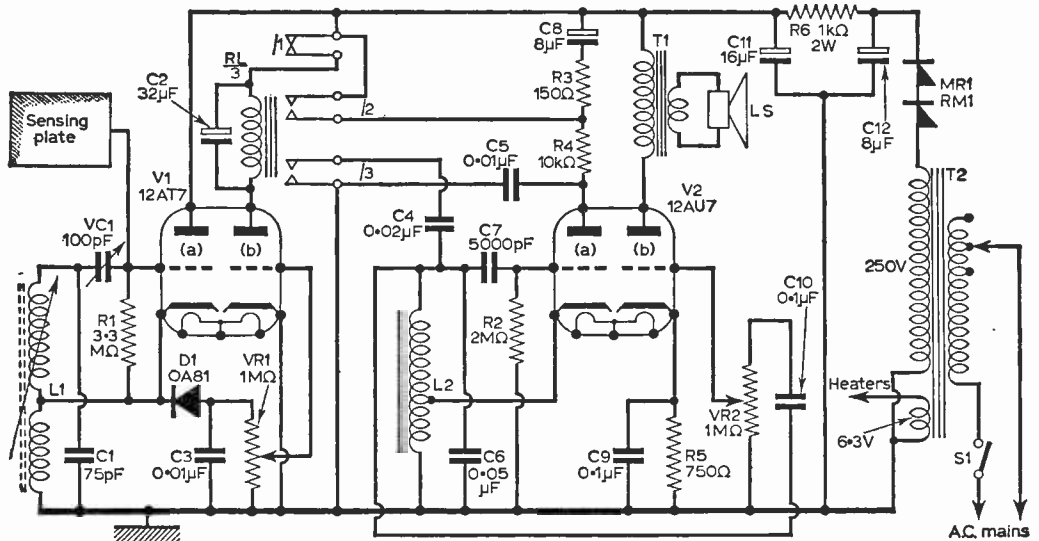 Sensing
plate
C2
32μF
RL
3
/1
/2
/3
C8
8μF
R3
150Ω
R4
10kΩ
C5
0·01μF
C4
0·02μF
T1
LS
C11
16μF
R6 1kΩ
2W
C12
8μF
MR1
RM1
T2
250V
V1
12AT7
(a)
(b)
VC1
100pF
R1
3·3
MΩ
L1
C1
75pF
D1
OA81
C3
0·01μF
VR1
1MΩ
C7
5000pF
R2
2MΩ
L2
C6
0·05
μF
V2
12AU7
(a)
(b)
C9
0·1μF
R5
750Ω
VR2
1MΩ
C10
0·1μF
Heaters
6·3V
S1
A.C. mains